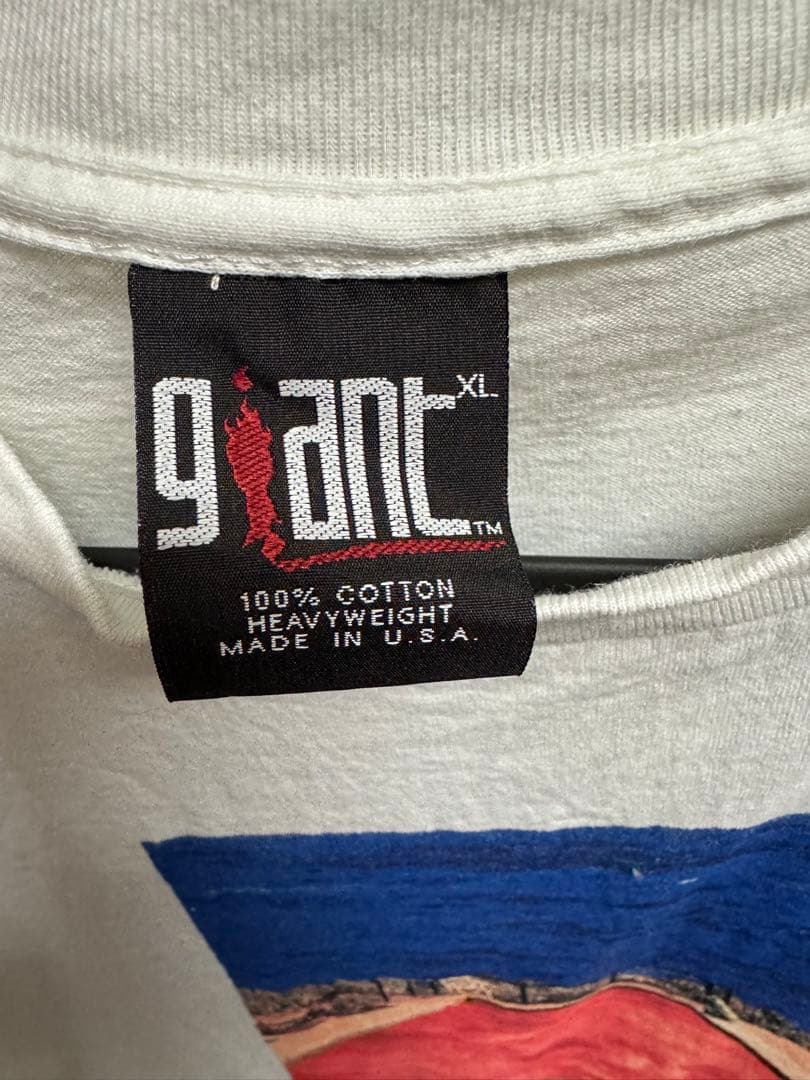 giant XL
TM
100% COTTON
HEAVYWEIGHT
MADE IN U.S.A.